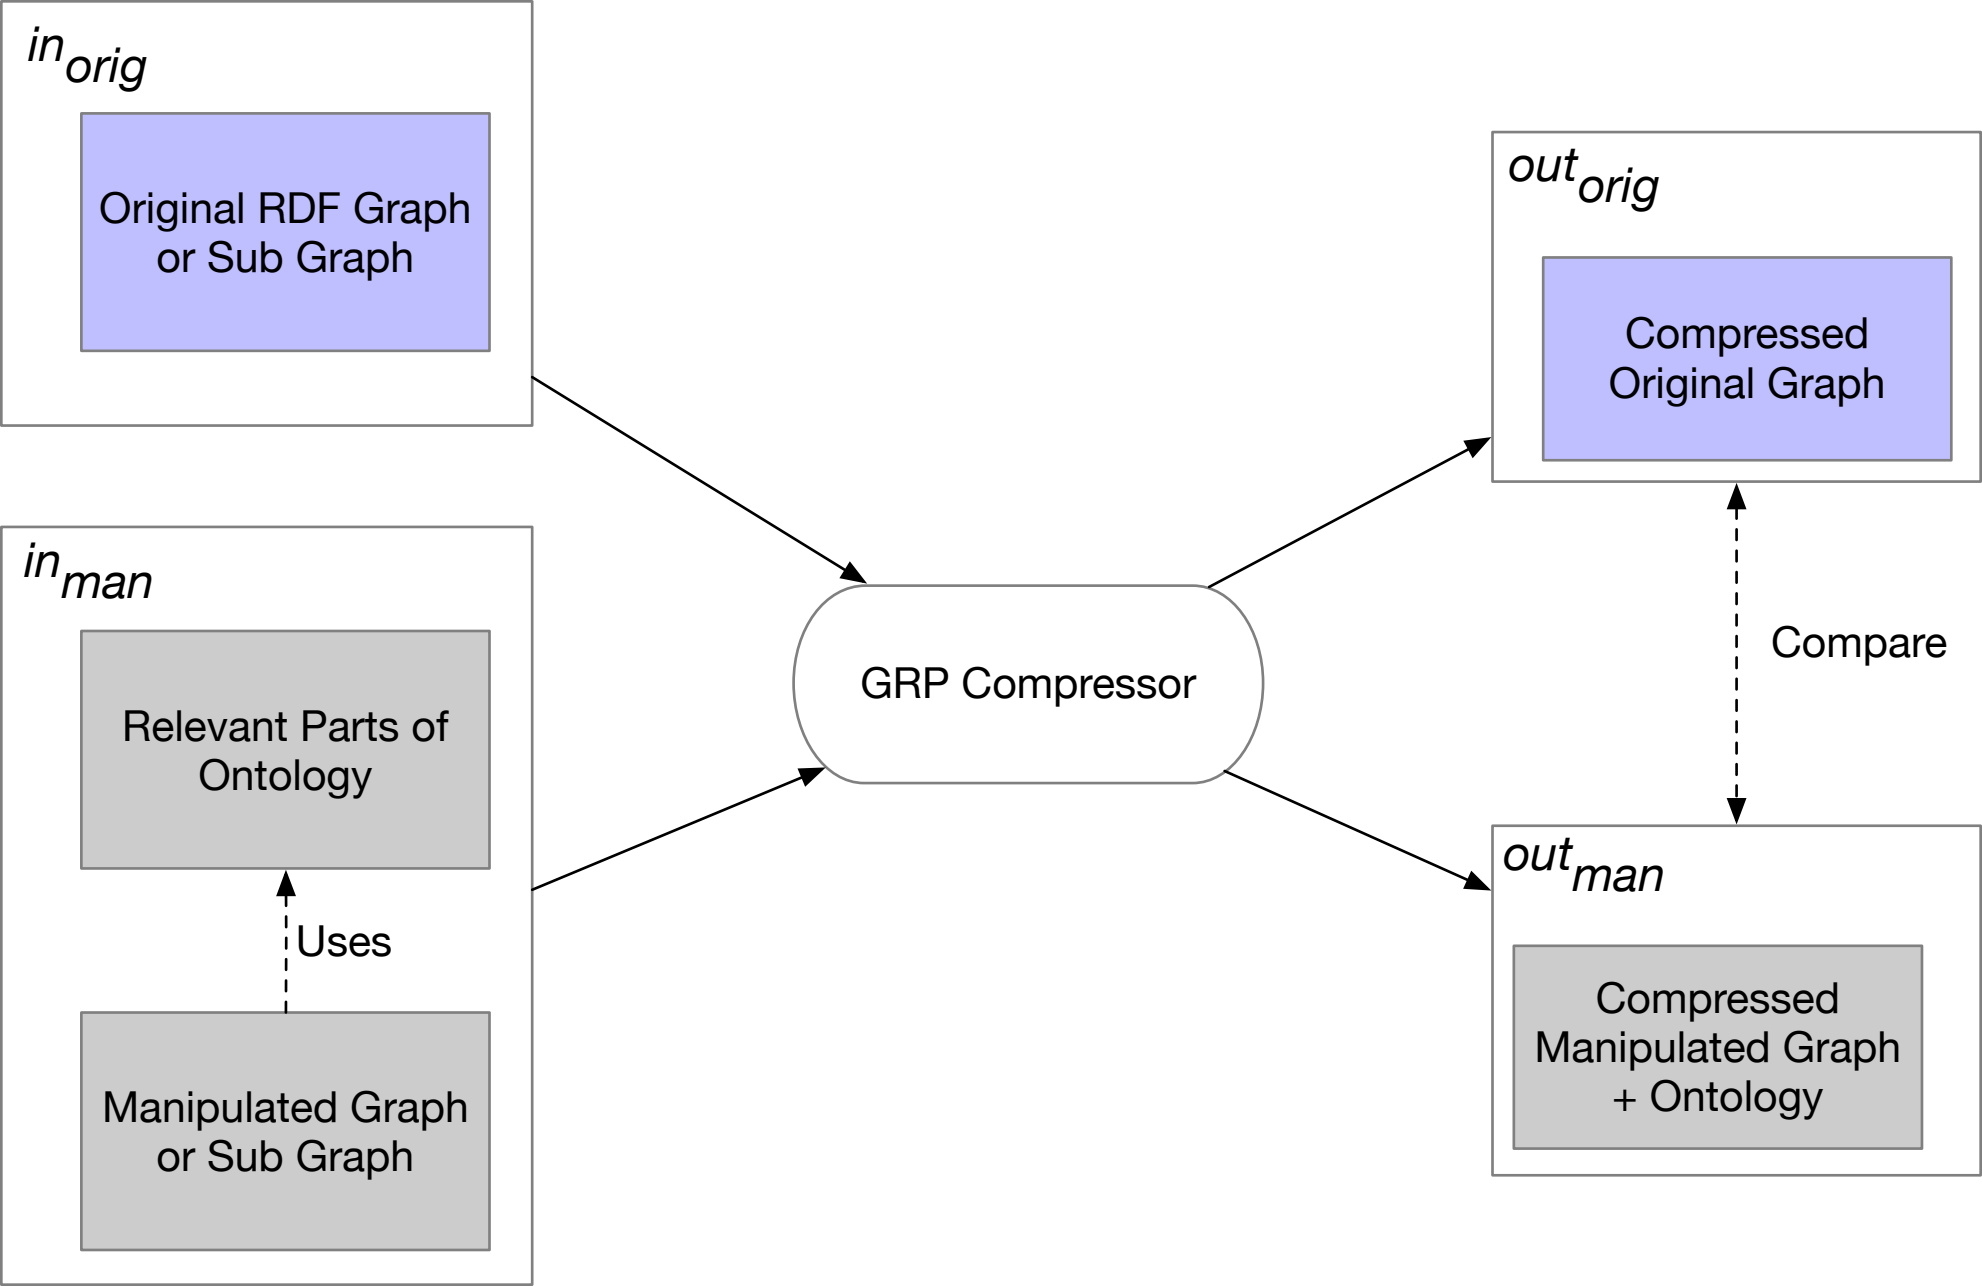 in_orig
Original RDF Graph
or Sub Graph
in_man
Relevant Parts of
Ontology
Uses
Manipulated Graph
or Sub Graph
GRP Compressor
out_orig
Compressed
Original Graph
Compare
out_man
Compressed
Manipulated Graph
+ Ontology